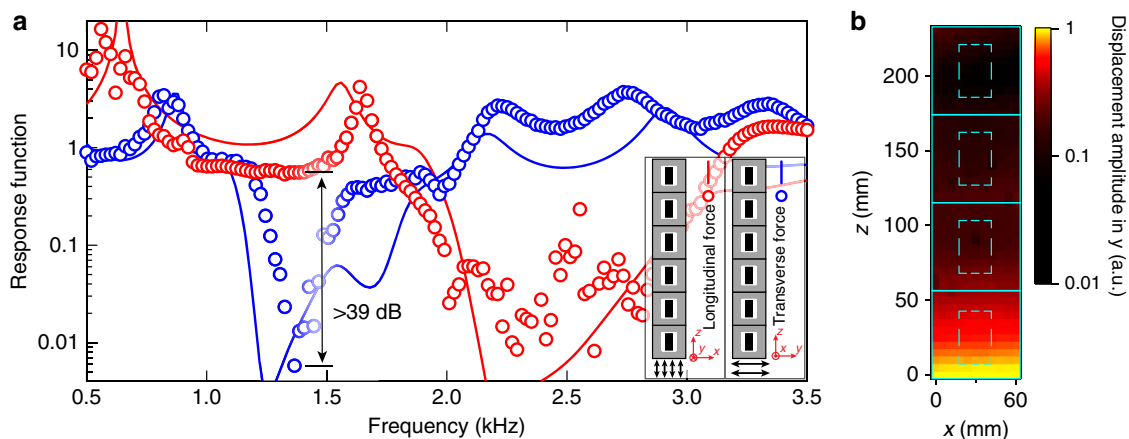 a
Response function
10
1
0.1
0.01
0.5
1.0
1.5
2.0
2.5
3.0
3.5
Frequency (kHz)
>39 dB
Longitudinal force
z
y
x
Transverse force
z
x
y
b
z (mm)
200
150
100
50
0
0
60
x (mm)
1
0.1
0.01
Displacement amplitude in y (a.u.)